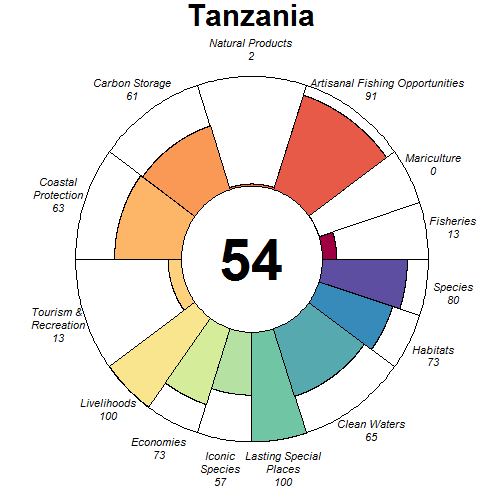 Tanzania
Natural Products
2
Carbon Storage
61
Artisanal Fishing Opportunities
91
Mariculture
0
Coastal
Protection
63
Fisheries
13
54
Species
80
Tourism &
Recreation
13
Habitats
73
Livelihoods
100
Clean Waters
65
Economies
73
Iconic
Species
57
Lasting Special
Places
100